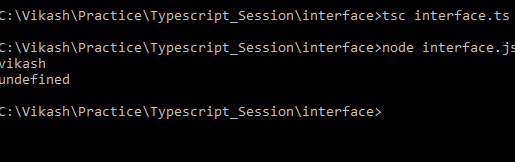 C:\Vikash\Practice\Typescript_Session\interface>tsc interface.ts
C:\Vikash\Practice\Typescript_Session\interface>node interface.js
vikash
undefined
C:\Vikash\Practice\Typescript_Session\interface>